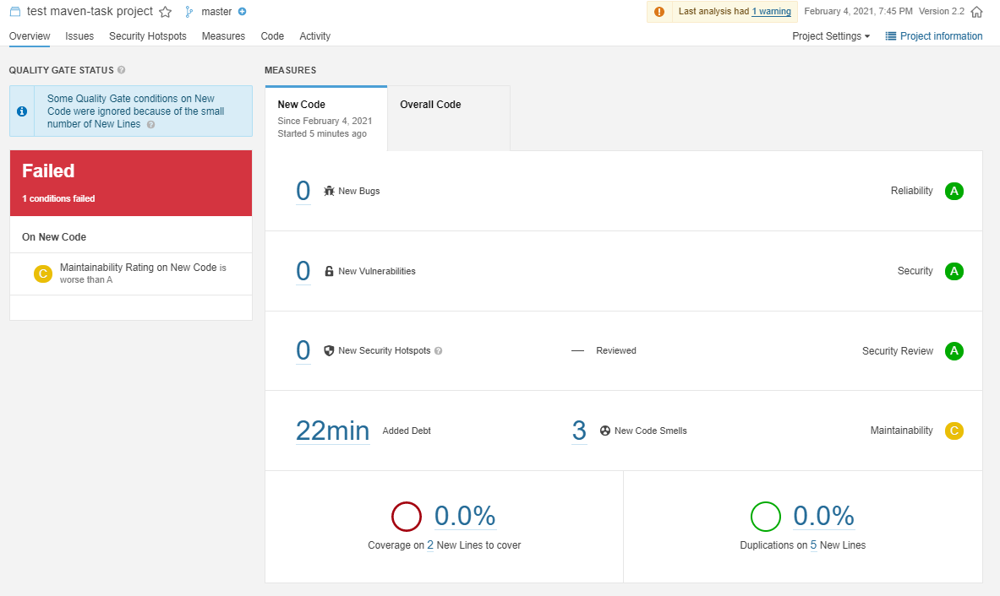 test maven-task project master Last analysis had 1 warning February 4, 2021, 7:45 PM Version 2.2
Overview Issues Security Hotspots Measures Code Activity Project Settings Project information
QUALITY GATE STATUS
Some Quality Gate conditions on New
Code were ignored because of the small
number of New Lines
Failed
1 conditions failed
On New Code
C Maintainability Rating on New Code is
worse than A
MEASURES
New Code
Since February 4, 2021
Started 5 minutes ago
Overall Code
0 New Bugs Reliability A
0 New Vulnerabilities Security A
0 New Security Hotspots — Reviewed Security Review A
22min Added Debt 3 New Code Smells Maintainability C
0.0%
Coverage on 2 New Lines to cover
0.0%
Duplications on 5 New Lines